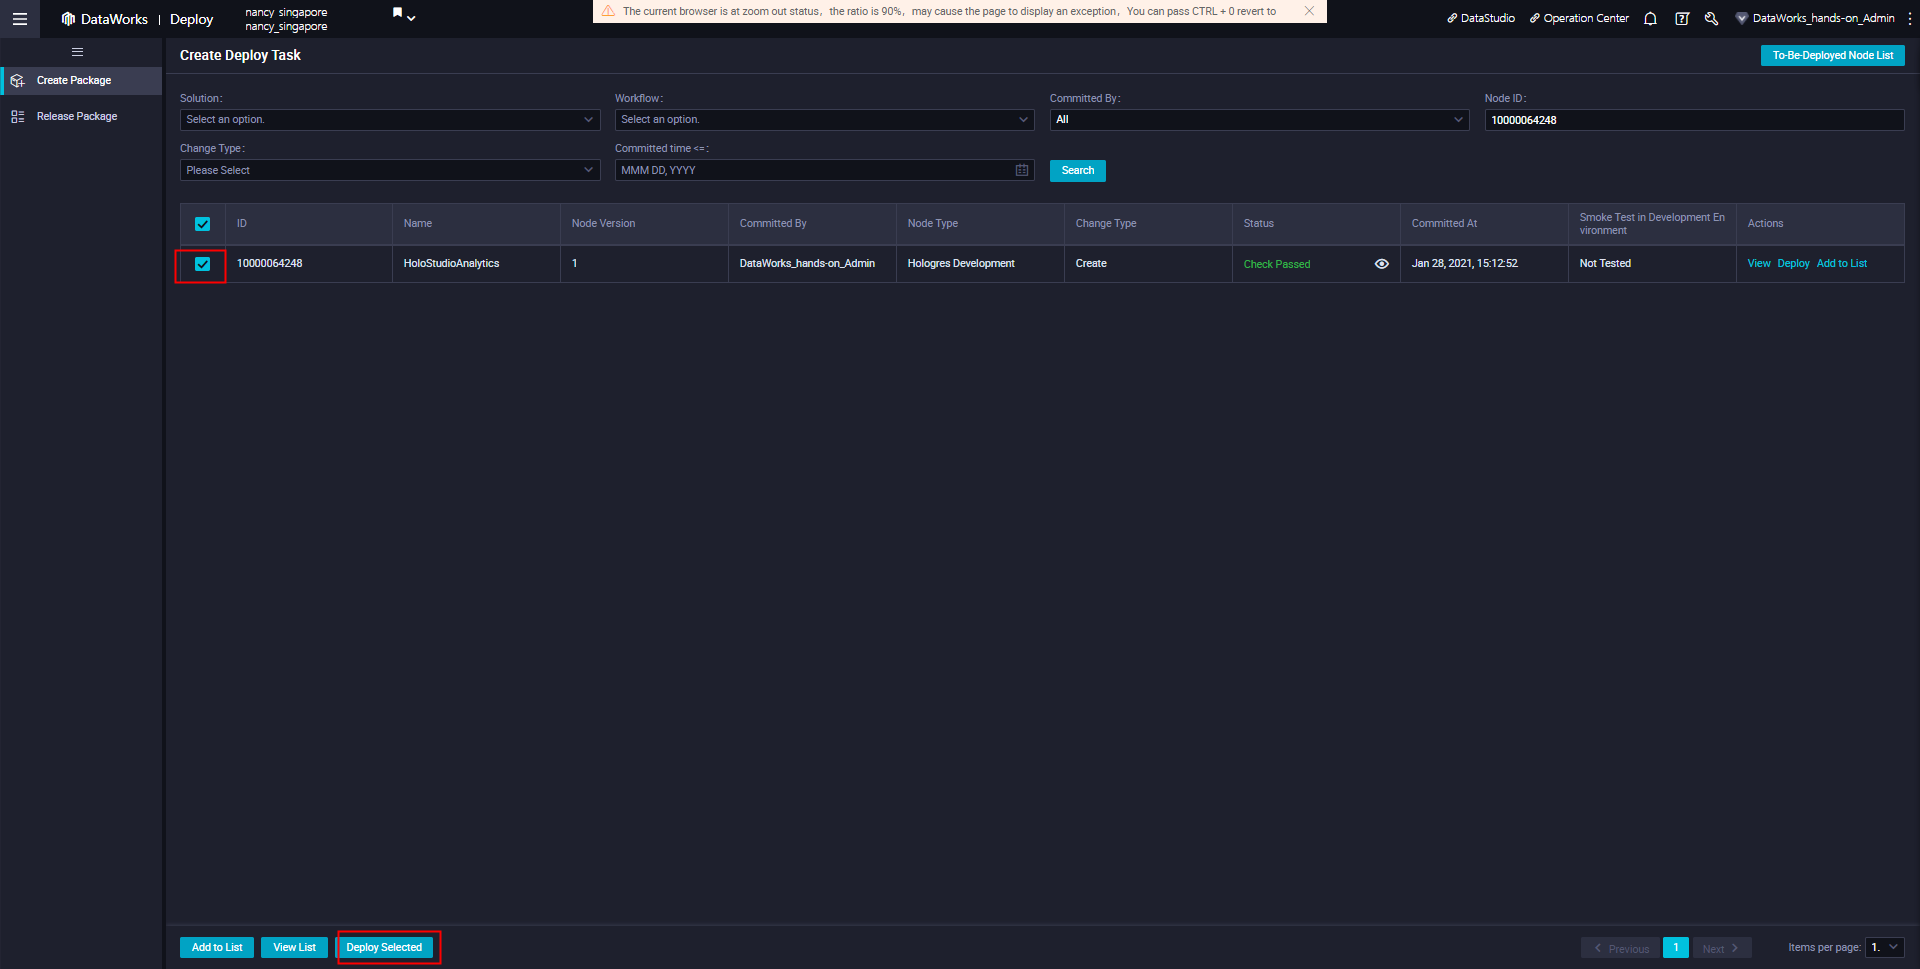 DataWorks | Deploy
nancy_singapore
nancy_singapore
The current browser is at zoom out status，the ratio is 90%，may cause the page to display an exception，You can pass CTRL + 0 revert to
DataStudio
Operation Center
DataWorks_hands-on_Admin
Create Package
Release Package
Create Deploy Task
To-Be-Deployed Node List
Solution:
Workflow:
Committed By:
Node ID:
Select an option.
Select an option.
All
10000064248
Change Type:
Committed time <=:
Please Select
MMM DD, YYYY
Search
ID
Name
Node Version
Committed By
Node Type
Change Type
Status
Committed At
Smoke Test in Development En
vironment
Actions
10000064248
HoloStudioAnalytics
1
DataWorks_hands-on_Admin
Hologres Development
Create
Check Passed
Jan 28, 2021, 15:12:52
Not Tested
View Deploy Add to List
Add to List
View List
Deploy Selected
Previous
1
Next
Items per page:
1.